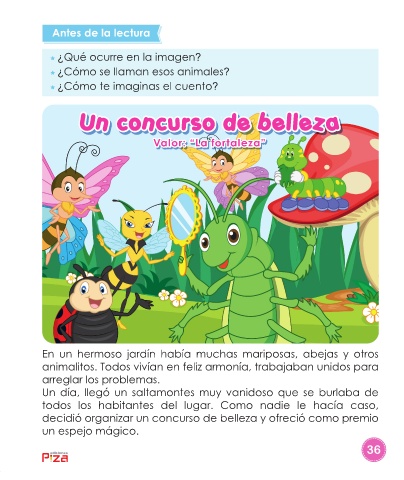 Antes de la lectura
¿Qué ocurre en la imagen?
¿Cómo se llaman esos animales?
¿Cómo te imaginas el cuento?
Un concurso de belleza
Valor: "La fortaleza"
En un hermoso jardín había muchas mariposas, abejas y otros
animalitos. Todos vivían en feliz armonía, trabajaban unidos para
arreglar los problemas.
Un día, llegó un saltamontes muy vanidoso que se burlaba de
todos los habitantes del lugar. Como nadie le hacía caso,
decidió organizar un concurso de belleza y ofreció como premio
un espejo mágico.
36
P'za